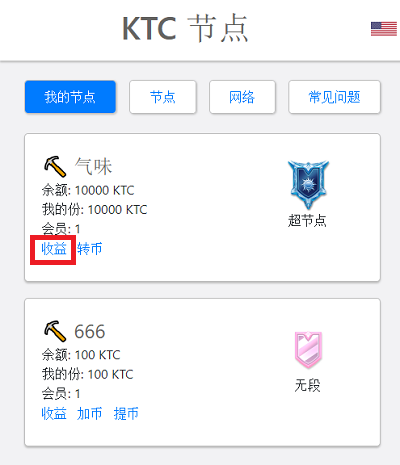 KTC 节点
我的节点 节点 网络 常见问题
气味
余额: 10000 KTC
我的份: 10000 KTC
会员: 1
收益 转币
超节点
666
余额: 100 KTC
我的份: 100 KTC
会员: 1
收益 加币 提币
无段